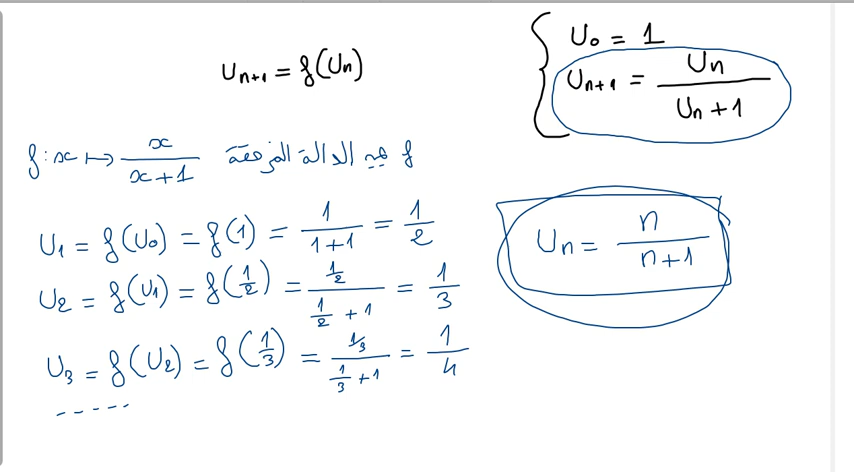 Uₙ₊₁ = f(Uₙ)
U₀ = 1
Uₙ₊₁ = Uₙ / (Uₙ + 1)
f : x ↦ x / (x + 1) f هي الدالة المرجعية
U₁ = f(U₀) = f(1) = 1 / (1 + 1) = 1/2
Uₙ = n / (n + 1)
U₂ = f(U₁) = f(1/2) = (1/2) / (1/2 + 1) = 1/3
U₃ = f(U₂) = f(1/3) = (1/3) / (1/3 + 1) = 1/4
-----